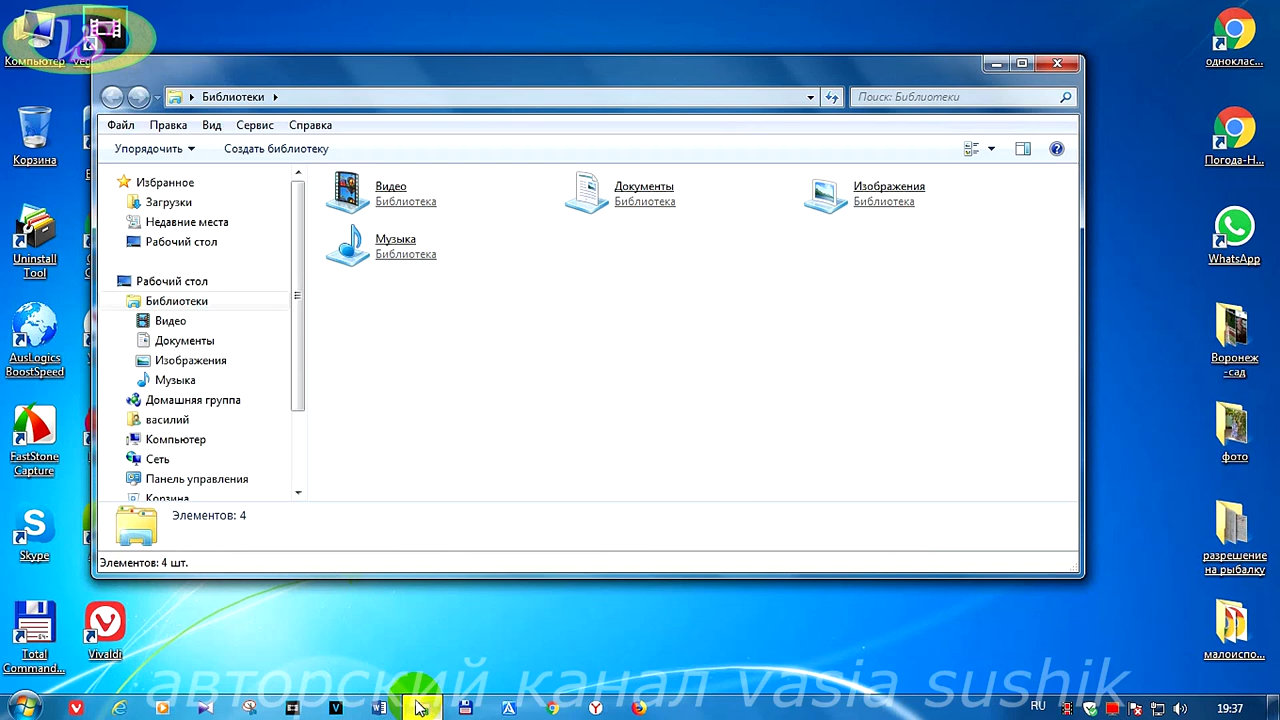 Компьютер
Корзина
Uninstall
Tool
AusLogics
BoostSpeed
FastStone
Capture
Skype
Total
Command...
Vivaldi
Библиотеки
Поиск: Библиотеки
Файл Правка Вид Сервис Справка
Упорядочить Создать библиотеку
Избранное
Загрузки
Недавние места
Рабочий стол
Рабочий стол
Библиотеки
Видео
Документы
Изображения
Музыка
Домашняя группа
василий
Компьютер
Сеть
Панель управления
Корзина
Видео
Библиотека
Документы
Библиотека
Изображения
Библиотека
Музыка
Библиотека
Элементов: 4
Элементов: 4 шт.
одноклас...
Погода-Н...
WhatsApp
Воронеж
-сад
фото
разрешение
на рыбалку
малоиспо...
авторский канал vasia sushik
RU
19:37